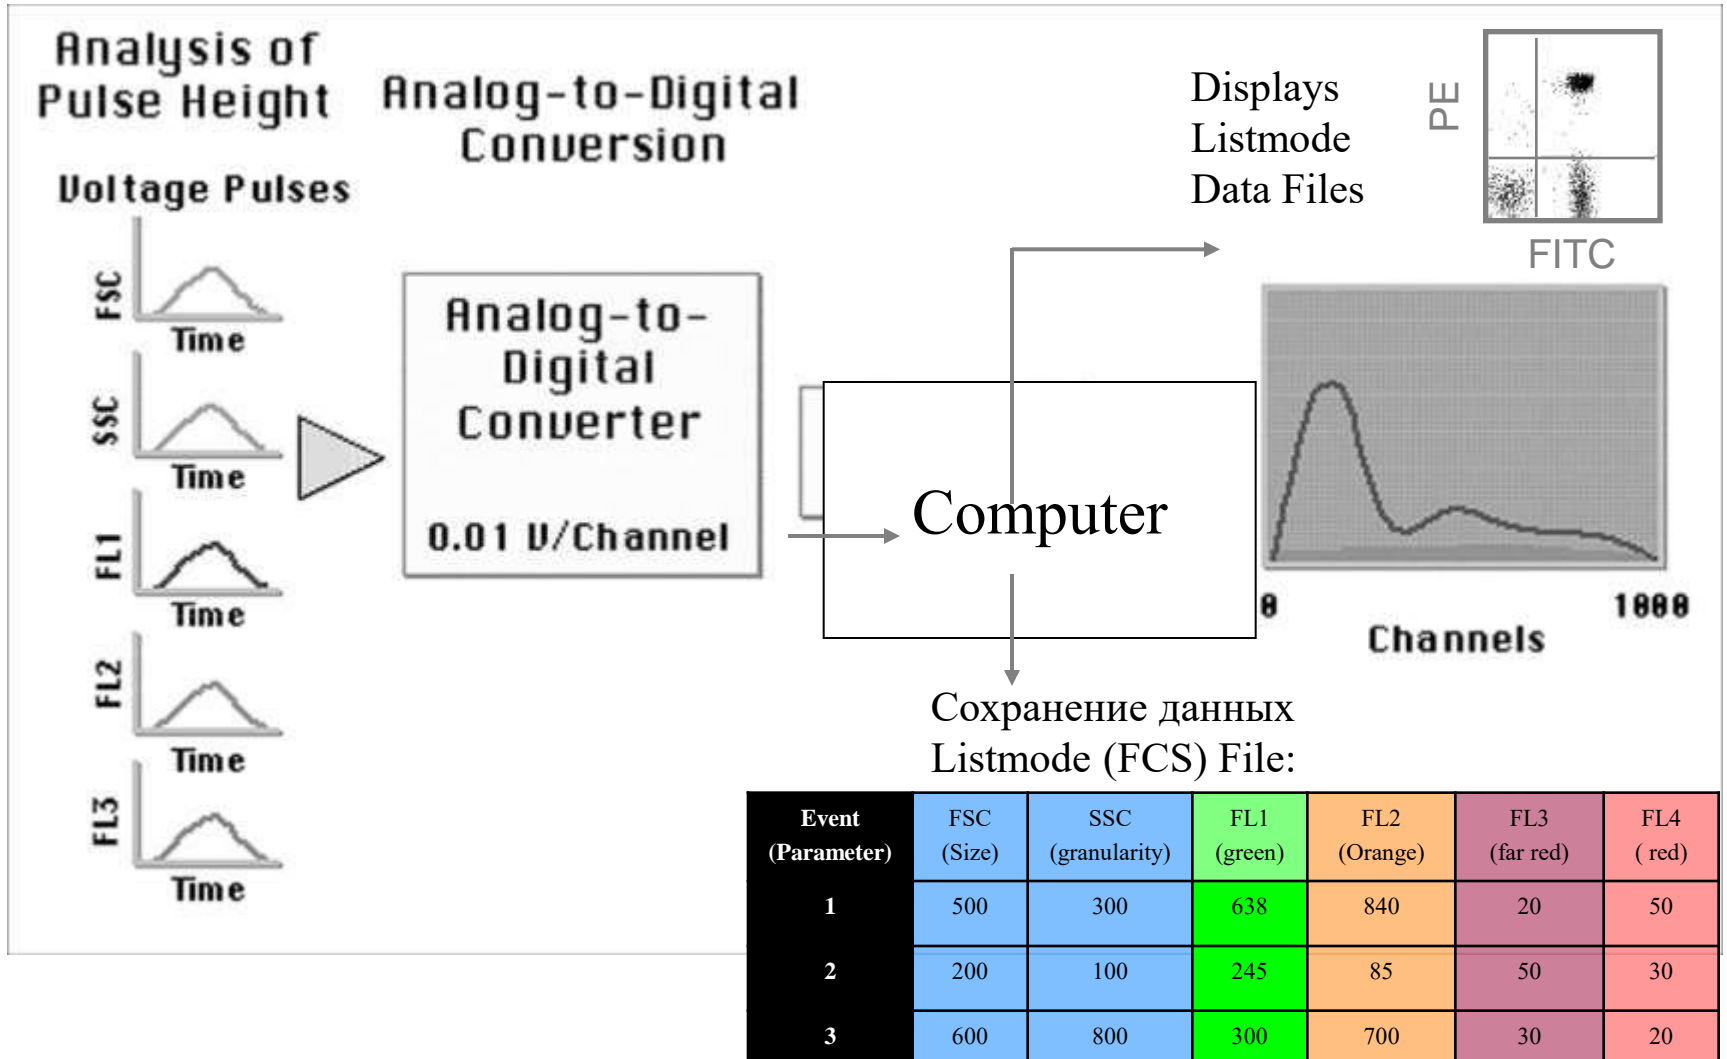 Analysis of
Pulse Height
Analog-to-Digital
Conversion
Voltage Pulses
FSC
Time
SSC
Time
FL1
Time
FL2
Time
FL3
Time
Analog-to-
Digital
Converter
0.01 V/Channel
Computer
Displays
Listmode
Data Files
PE
FITC
0 1000
Channels
Сохранение данных
Listmode (FCS) File:
Event FSC SSC FL1 FL2 FL3 FL4
(Parameter) (Size) (granularity) (green) (Orange) (far red) ( red)
1 500 300 638 840 20 50
2 200 100 245 85 50 30
3 600 800 300 700 30 20